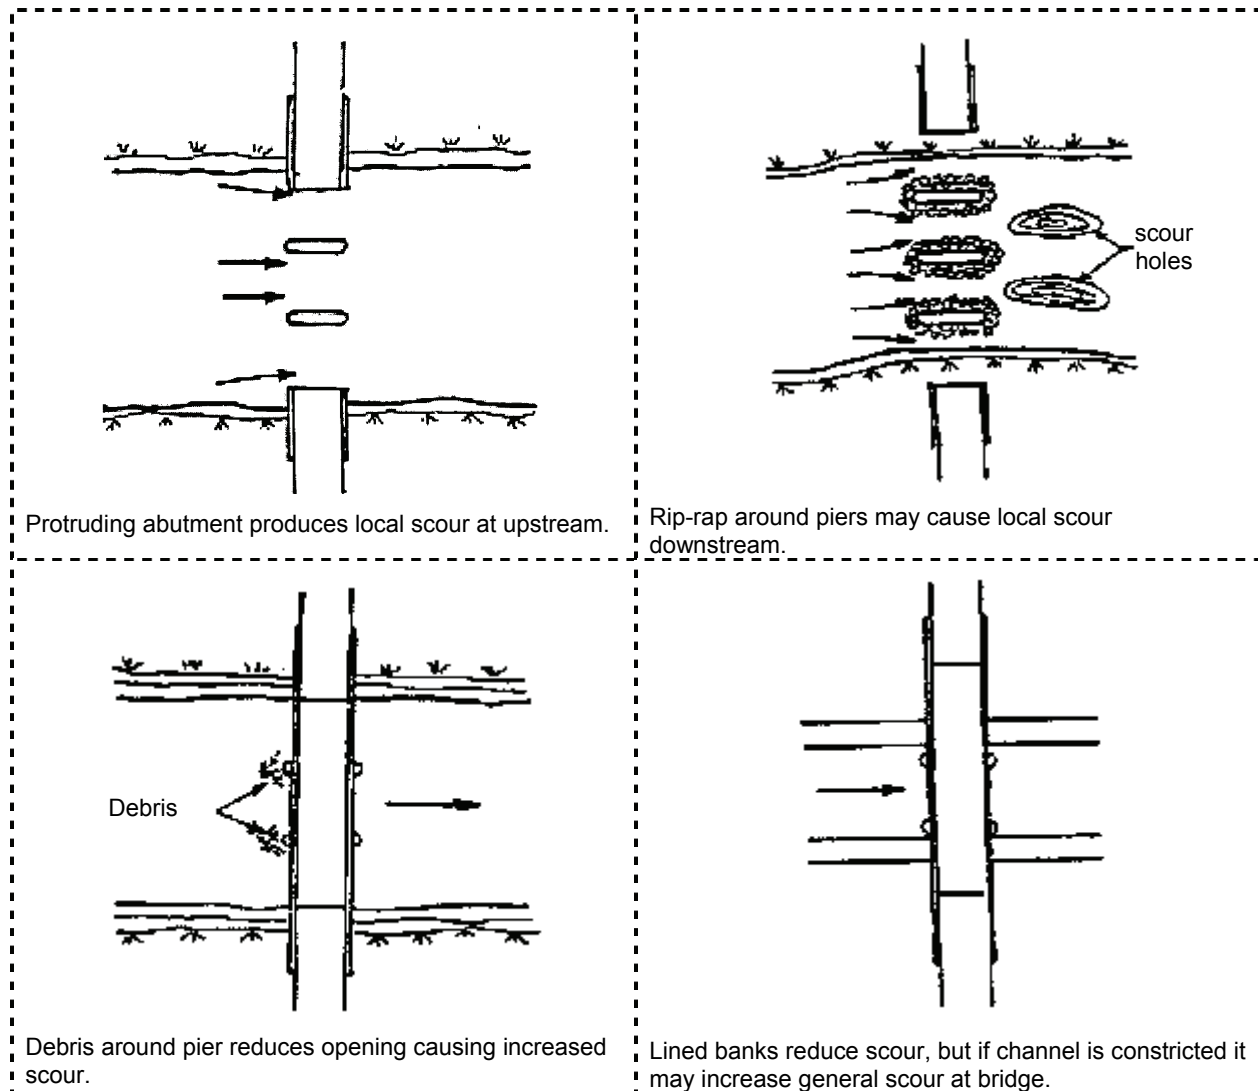 scour
holes
Protruding abutment produces local scour at upstream.
Rip-rap around piers may cause local scour
downstream.
Debris
Debris around pier reduces opening causing increased
scour.
Lined banks reduce scour, but if channel is constricted it
may increase general scour at bridge.